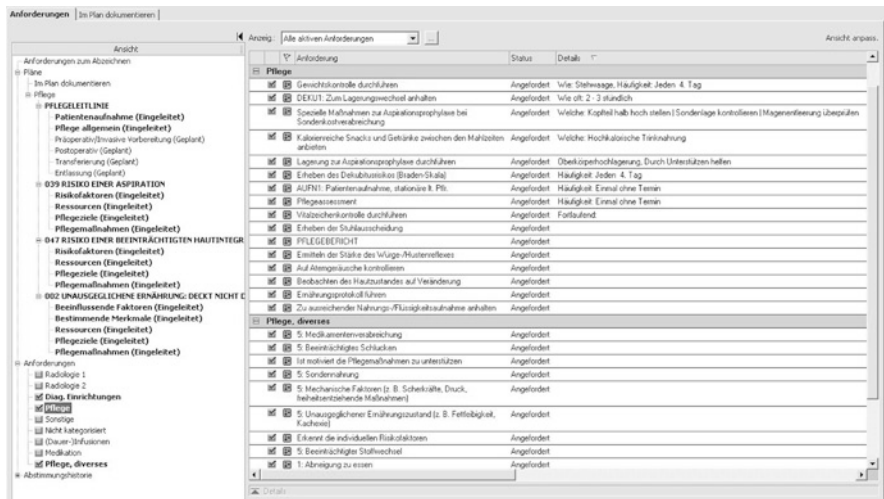 Anforderungen Im Plan dokumentieren
Anzeig.: Alle aktiven Anforderungen ... Ansicht anpass.
Ansicht
Anforderungen zum Abzeichnen
Pläne
Im Plan dokumentieren
Pflege
PFLEGELEITLINIE
Patientenaufnahme (Eingeleitet)
Pflege allgemein (Eingeleitet)
Präoperativ/Invasive Vorbereitung (Geplant)
Postoperativ (Geplant)
Transferierung (Geplant)
Entlassung (Geplant)
039 RISIKO EINER ASPIRATION
Risikofaktoren (Eingeleitet)
Ressourcen (Eingeleitet)
Pflegeziele (Eingeleitet)
Pflegemaßnahmen (Eingeleitet)
047 RISIKO EINER BEEINTRÄCHTIGTEN HAUTINTEGR
Risikofaktoren (Eingeleitet)
Ressourcen (Eingeleitet)
Pflegeziele (Eingeleitet)
Pflegemaßnahmen (Eingeleitet)
002 UNAUSGEGLICHENE ERNÄHRUNG: DECKT NICHT D
Beeinflussende Faktoren (Eingeleitet)
Bestimmende Merkmale (Eingeleitet)
Ressourcen (Eingeleitet)
Pflegeziele (Eingeleitet)
Pflegemaßnahmen (Eingeleitet)
Anforderungen
Radiologie 1
Radiologie 2
Diag. Einrichtungen
Pflege
Sonstige
Nicht kategorisiert
(Dauer-)Infusionen
Medikation
Pflege, diverses
Abstimmungshistorie
Anforderung Status Details
Pflege
Gewichtskontrolle durchführen Angefordert Wie: Stehwaage, Häufigkeit: Jeden 4. Tag
DEKU1: Zum Lagerungswechsel anhalten Angefordert Wie oft: 2 - 3 stündlich
Spezielle Maßnahmen zur Aspirationsprophylaxe bei Angefordert Welche: Kopfteil halb hoch stellen | Sondenlage kontrollieren | Magenentleerung überprüfen
Sondenkostverabreichung
Kalorienreiche Snacks und Getränke zwischen den Mahlzeiten Angefordert Welche: Hochkalorische Trinknahrung
anbieten
Lagerung zur Aspirationsprophylaxe durchführen Angefordert Oberkörperhochlagerung, Durch Unterstützen helfen
Erheben des Dekubitusrisikos (Braden-Skala) Angefordert Häufigkeit: Jeden 4. Tag
AUFN1: Patientenaufnahme, stationäre lt. Pflr. Angefordert Häufigkeit: Einmal ohne Termin
Pflegeassessment Angefordert Häufigkeit: Einmal ohne Termin
Vitalzeichenkontrolle durchführen Angefordert Fortlaufend:
Erheben der Stuhlausscheidung Angefordert
PFLEGEBERICHT Angefordert
Ermitteln der Stärke des Würge-/Hustenreflexes Angefordert
Auf Atemgeräusche kontrollieren Angefordert
Beobachten des Hautzustandes auf Veränderung Angefordert
Ernährungsprotokoll führen Angefordert
Zu ausreichender Nahrungs-/Flüssigkeitsaufnahme anhalten Angefordert
Pflege, diverses
5: Medikamentenverabreichung Angefordert
5: Beeinträchtigtes Schlucken Angefordert
Ist motiviert die Pflegemaßnahmen zu unterstützen Angefordert
5: Sondennahrung Angefordert
5: Mechanische Faktoren (z. B. Scherkräfte, Druck, Angefordert
freiheitsentziehende Maßnahmen)
5: Unausgeglichener Ernährungszustand (z. B. Fettleibigkeit, Angefordert
Kachexie)
Erkennt die individuellen Risikofaktoren Angefordert
5: Beeinträchtigter Stoffwechsel Angefordert
1: Abneigung zu essen Angefordert
Details